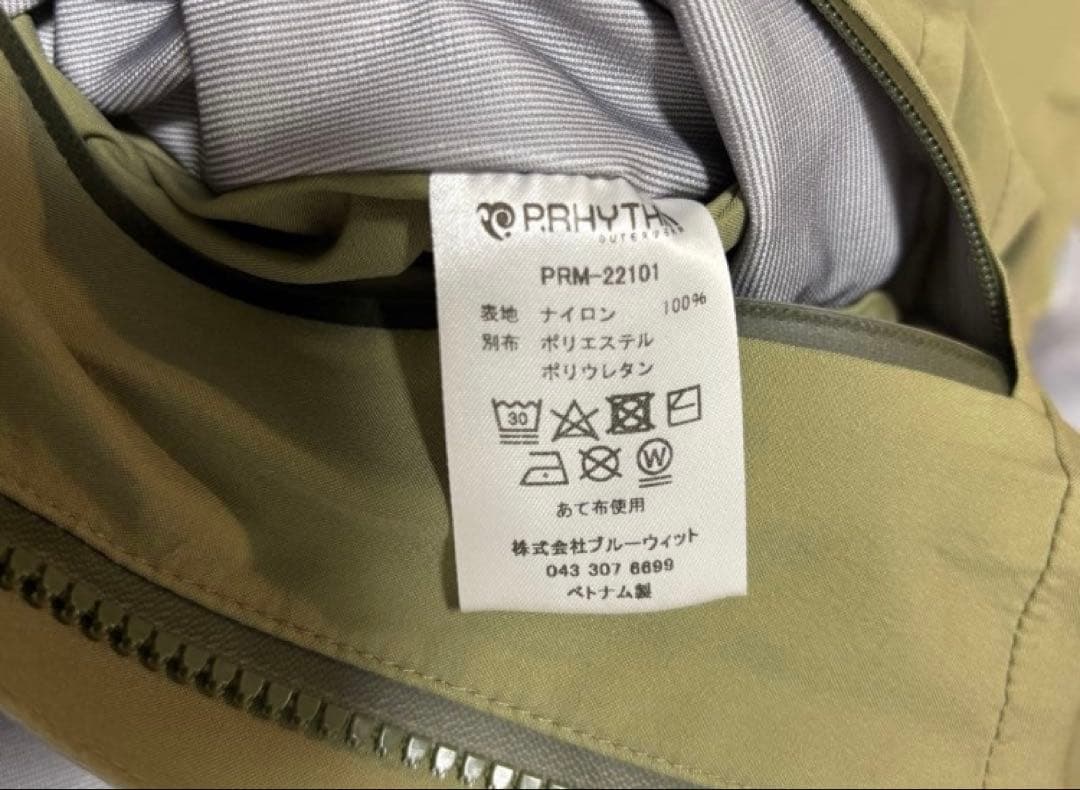 P.RHYTHM
OUTERWEAR
PRM-22101
表地 ナイロン 100%
別布 ポリエステル
ポリウレタン
30
W
あて布使用
株式会社ブルーウィット
043 307 6699
ベトナム製